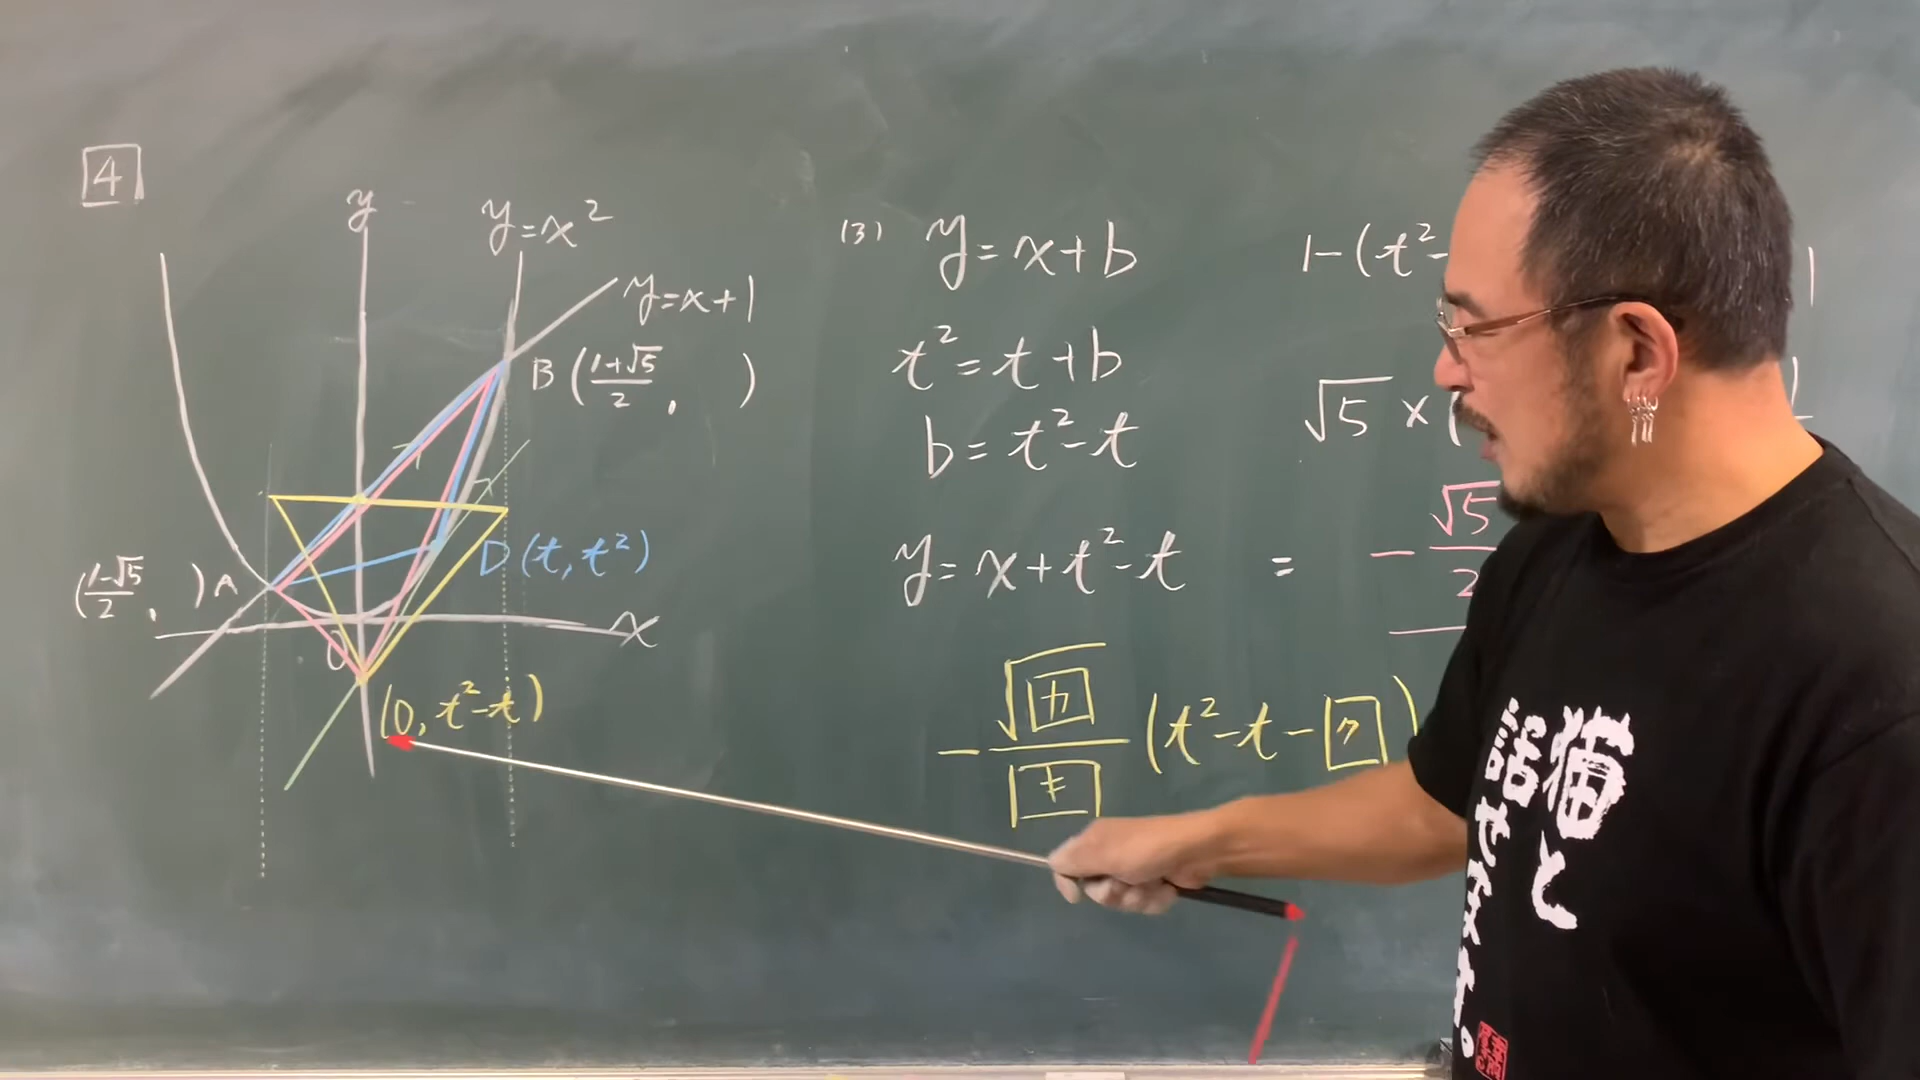 4
y
y=x²
y=x+1
B(1+√5/2, )
D(t, t²)
(1-√5/2, )A
x
O
(0, t²-t)
(3) y=x+b
t²=t+b
b=t²-t
y=x+t²-t
1-(t²-
√5×
= -√5/2
-√カ/キ(t²-t-ク)
猫と
話せます。